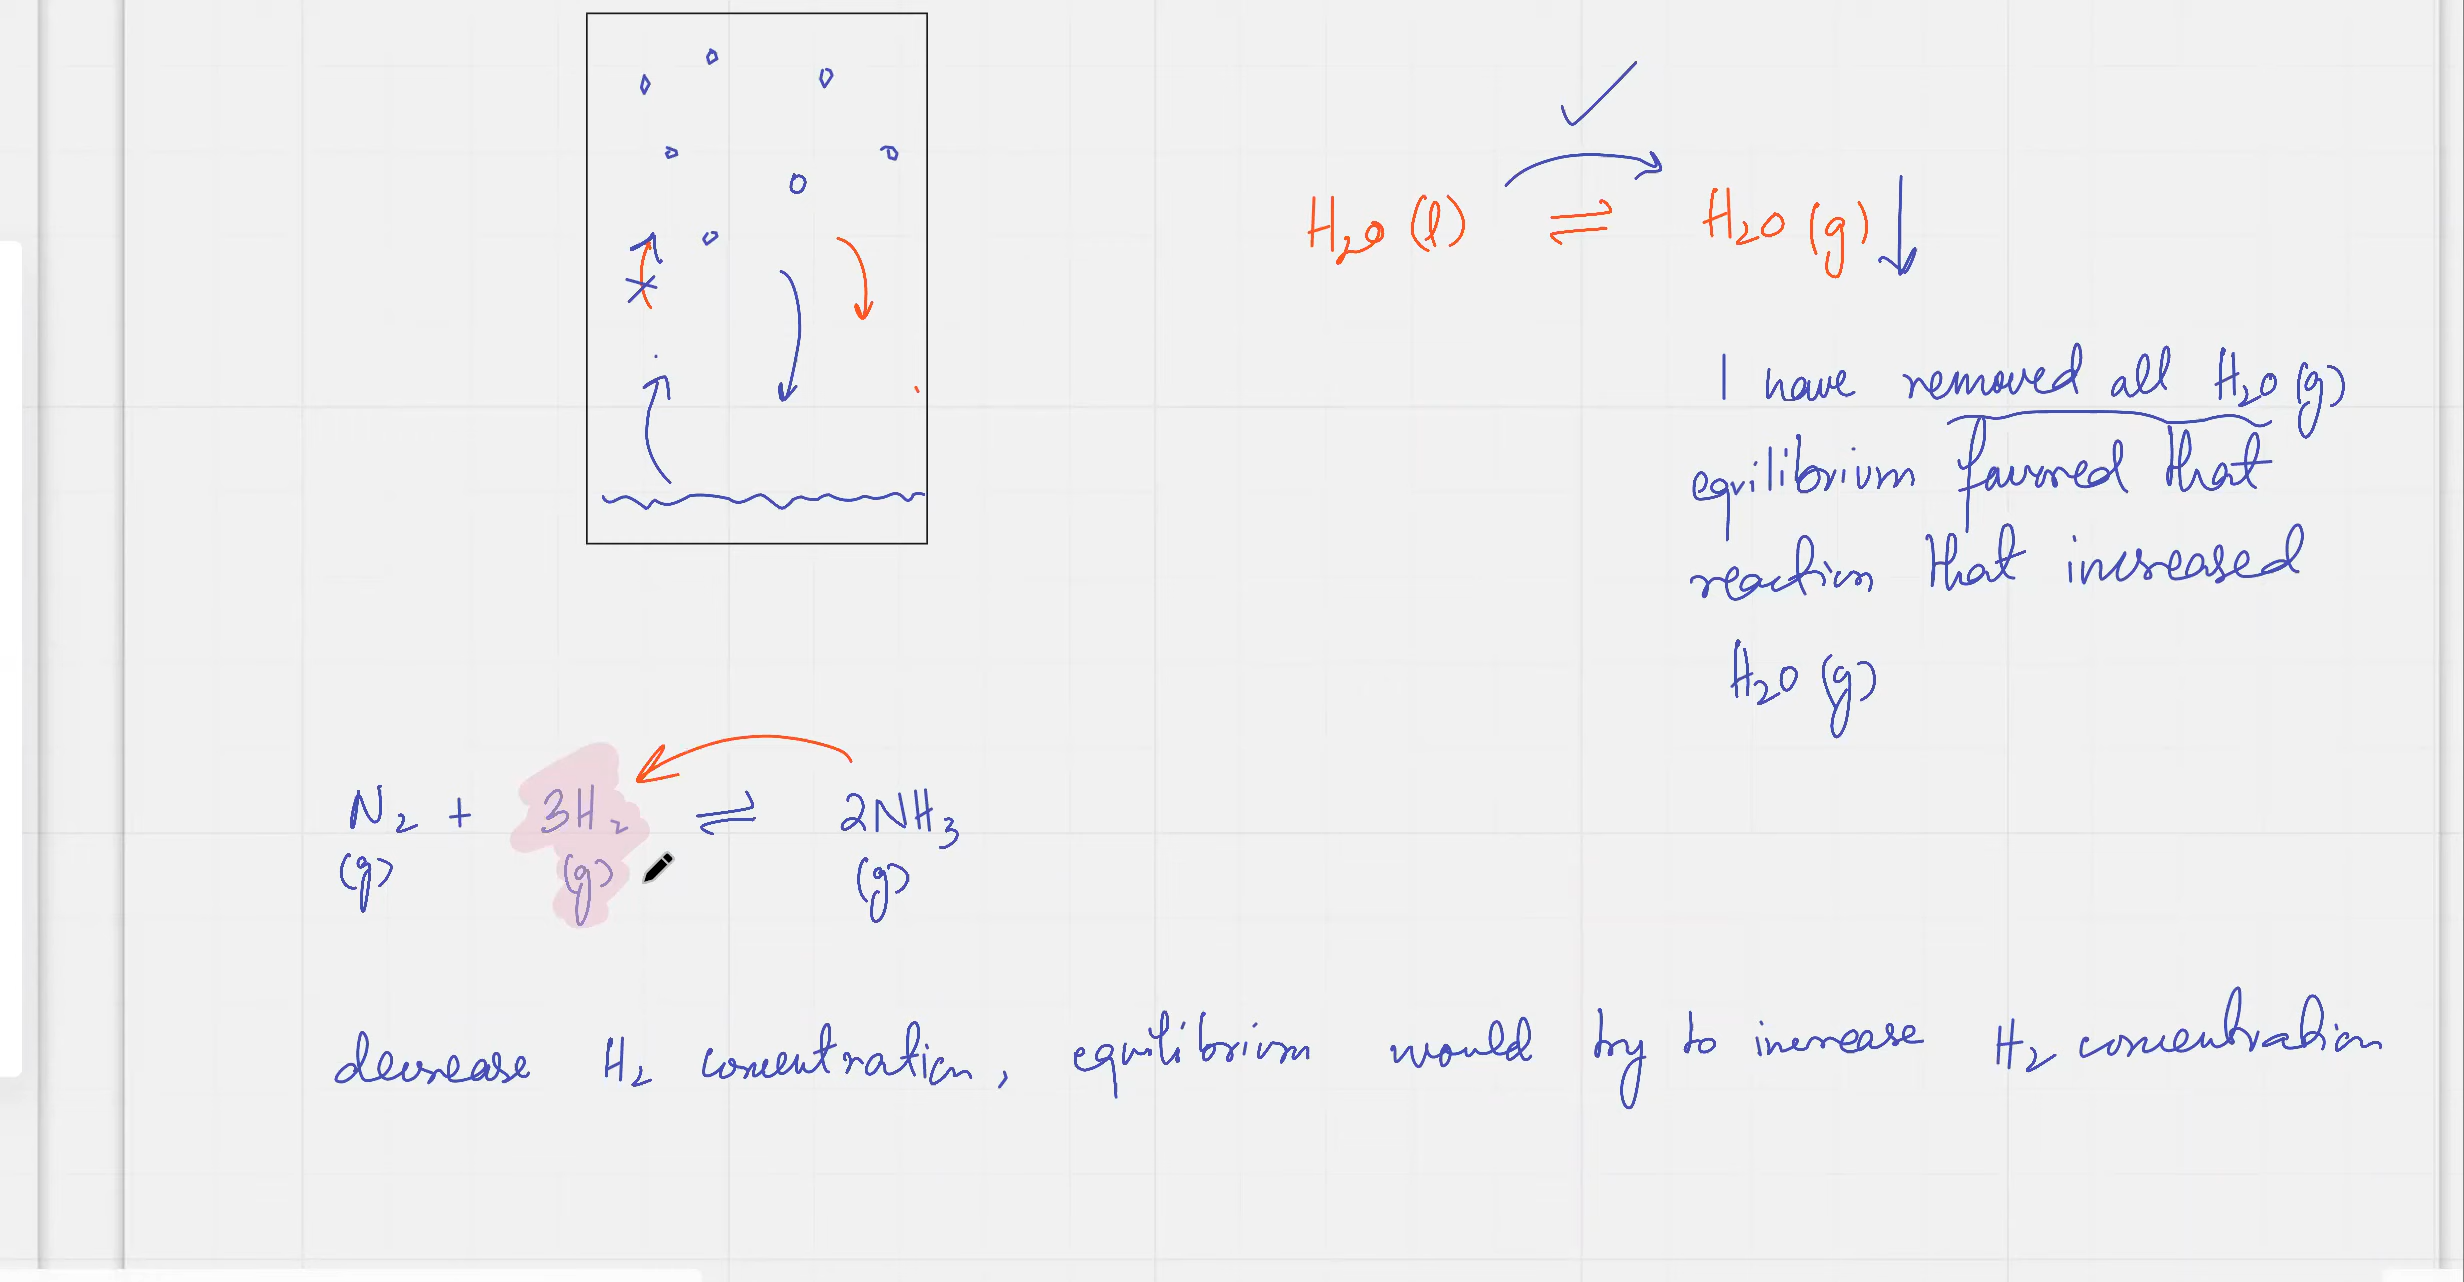 H₂O (l) ⇌ H₂O (g) ↓
I have removed all H₂O (g)
equilibrium favored that
reaction that increased
H₂O (g)
N₂ + 3H₂ ⇌ 2NH₃
(g) (g) (g)
decrease H₂ concentration, equilibrium would try to increase H₂ concentration